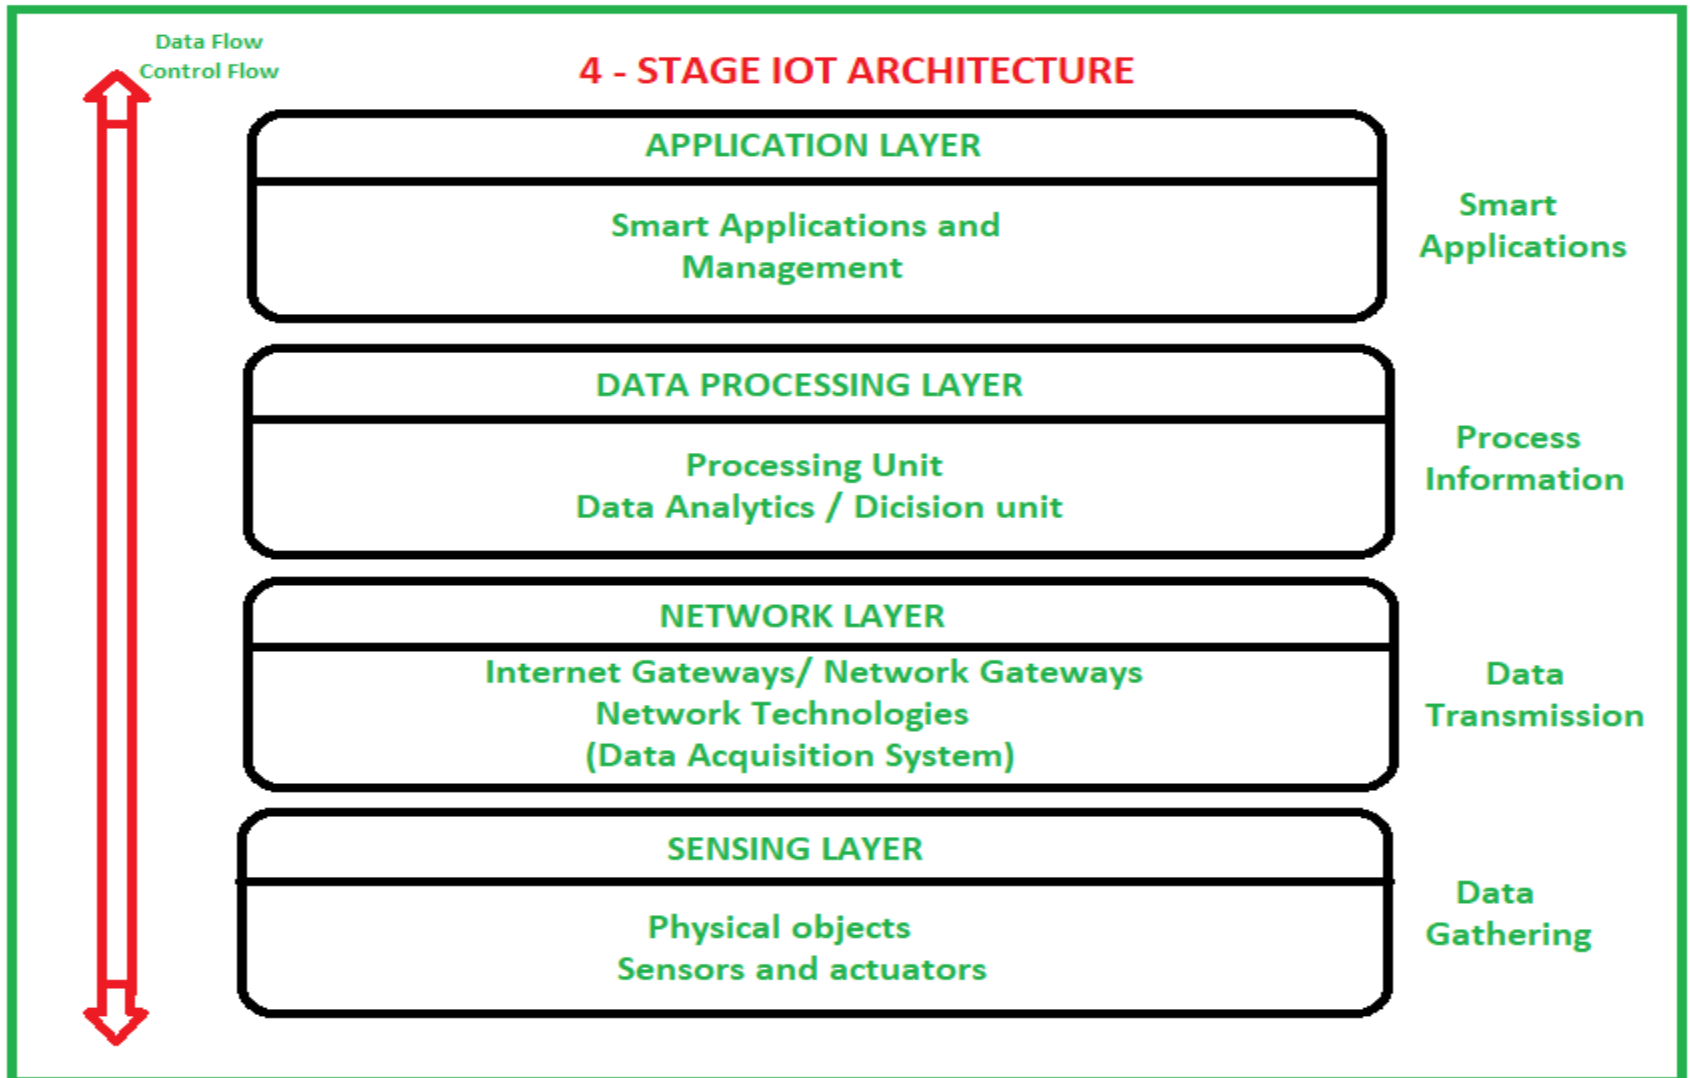 Data Flow
Control Flow
4 - STAGE IOT ARCHITECTURE
APPLICATION LAYER
Smart Applications and
Management
Smart
Applications
DATA PROCESSING LAYER
Processing Unit
Data Analytics / Dicision unit
Process
Information
NETWORK LAYER
Internet Gateways/ Network Gateways
Network Technologies
(Data Acquisition System)
Data
Transmission
SENSING LAYER
Physical objects
Sensors and actuators
Data
Gathering